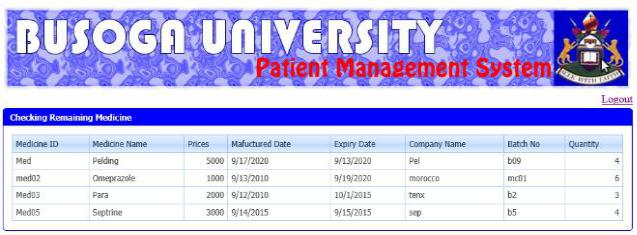 BUSOGA UNIVERSITY
Patient Management System
Logout
Checking Remaining Medicine
Medicine ID Medicine Name Prices Mafuctured Date Expiry Date Company Name Batch No Quantity
Med Pelding 5000 9/17/2020 9/13/2020 Pel b09 4
med02 Omeprazole 1000 9/13/2010 9/19/2020 morocco mc01 6
Med03 Para 2000 9/12/2010 10/1/2015 tenx b2 3
Med05 Septrine 3000 9/14/2015 9/15/2015 sep b5 4